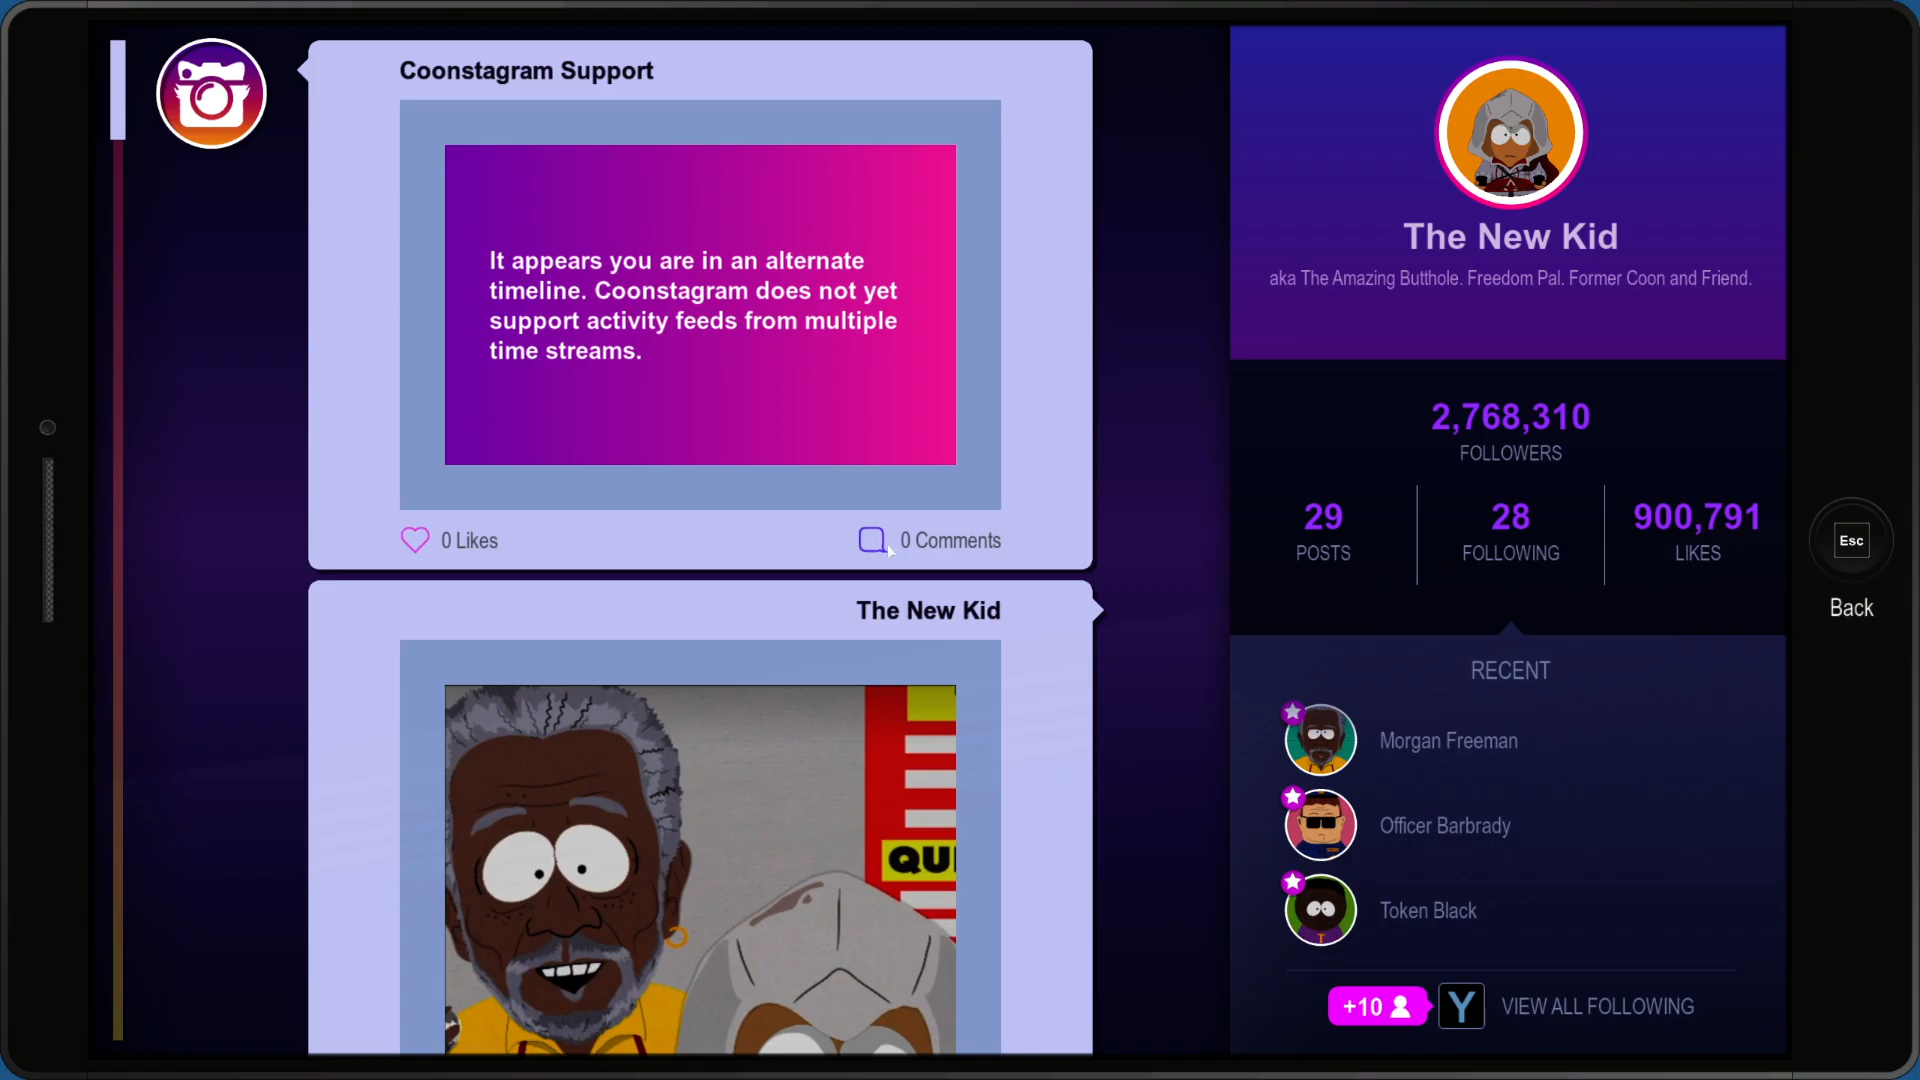 Coonstagram Support
It appears you are in an alternate
timeline. Coonstagram does not yet
support activity feeds from multiple
time streams.
0 Likes
0 Comments
The New Kid
QU
The New Kid
aka The Amazing Butthole. Freedom Pal. Former Coon and Friend.
2,768,310
FOLLOWERS
29
POSTS
28
FOLLOWING
900,791
LIKES
RECENT
Morgan Freeman
Officer Barbrady
T
Token Black
+10
Y
VIEW ALL FOLLOWING
Esc
Back